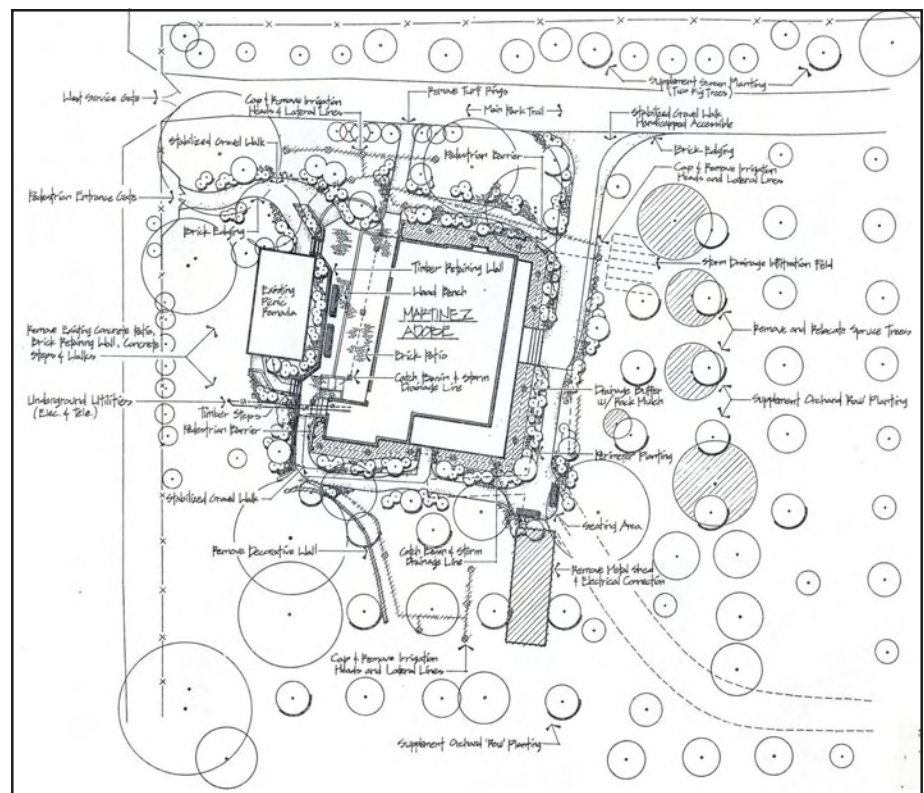 Supplement Screen Planting
(Two Fig Trees)
West Service Gate
Cap & Remove Irrigation
Heads & Lateral Lines
Remove Turf Rings
Main Park Trail
Stabilized Gravel Walk
Handicapped Accessible
Stabilized Gravel Walk
Pedestrian Barrier
Brick Edging
Cap & Remove Irrigation
Heads and Lateral Lines
Pedestrian Entrance Gate
Brick Edging
Storm Drainage Infiltration Field
Timber Retaining Wall
Existing
Picnic
Ramada
Wood Bench
MARTINEZ
ADOBE
Remove Existing Concrete Patio,
Brick Retaining Wall, Concrete
Steps & Walks
Remove and Relocate Spruce Trees
Brick Patio
Catch Basin & Storm
Drainage Line
Drainage Buffer
w/ Rock Mulch
Underground Utilities
(Elec. & Tele.)
Timber Steps
Supplement Orchard 'Row' Planting
Pedestrian Barrier
Perimeter Planting
Stabilized Gravel Walk
Seating Area
Remove Decorative Wall
Catch Basin & Storm
Drainage Line
Remove Metal Shed
& Electrical Connection
Cap & Remove Irrigation
Heads and Lateral Lines
Supplement Orchard 'Row' Planting